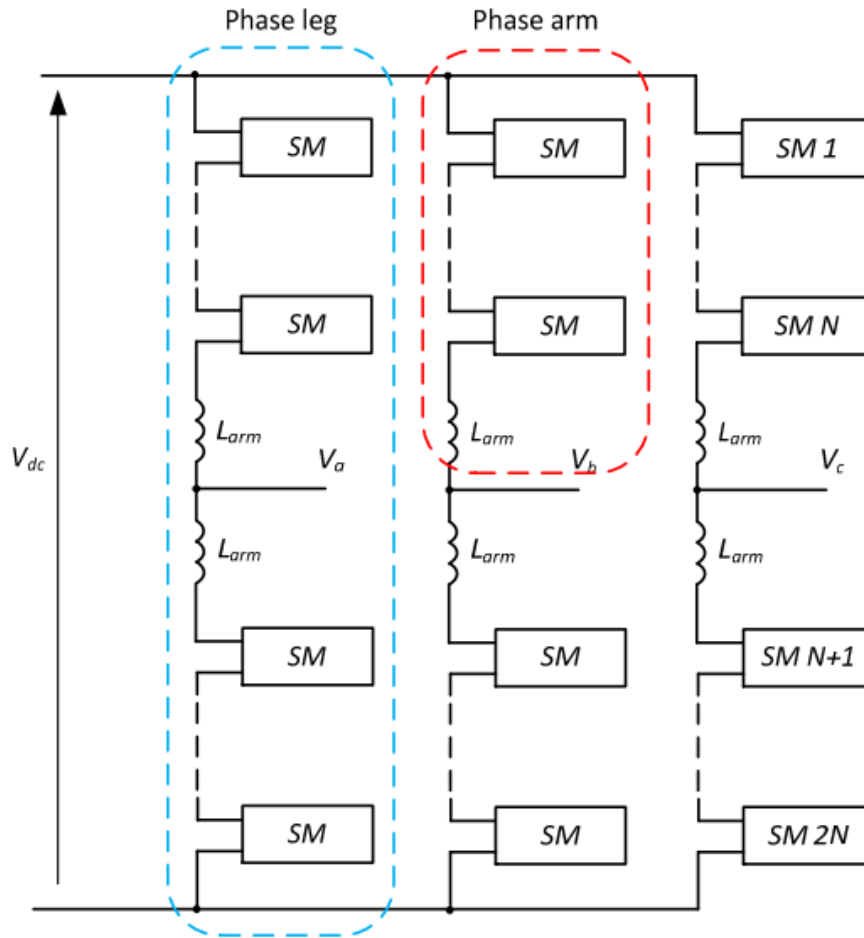 Phase leg Phase arm
SM SM SM 1
SM SM SM N
Larm Larm Larm
Vdc Va Vb Vc
Larm Larm Larm
SM SM SM N+1
SM SM SM 2N